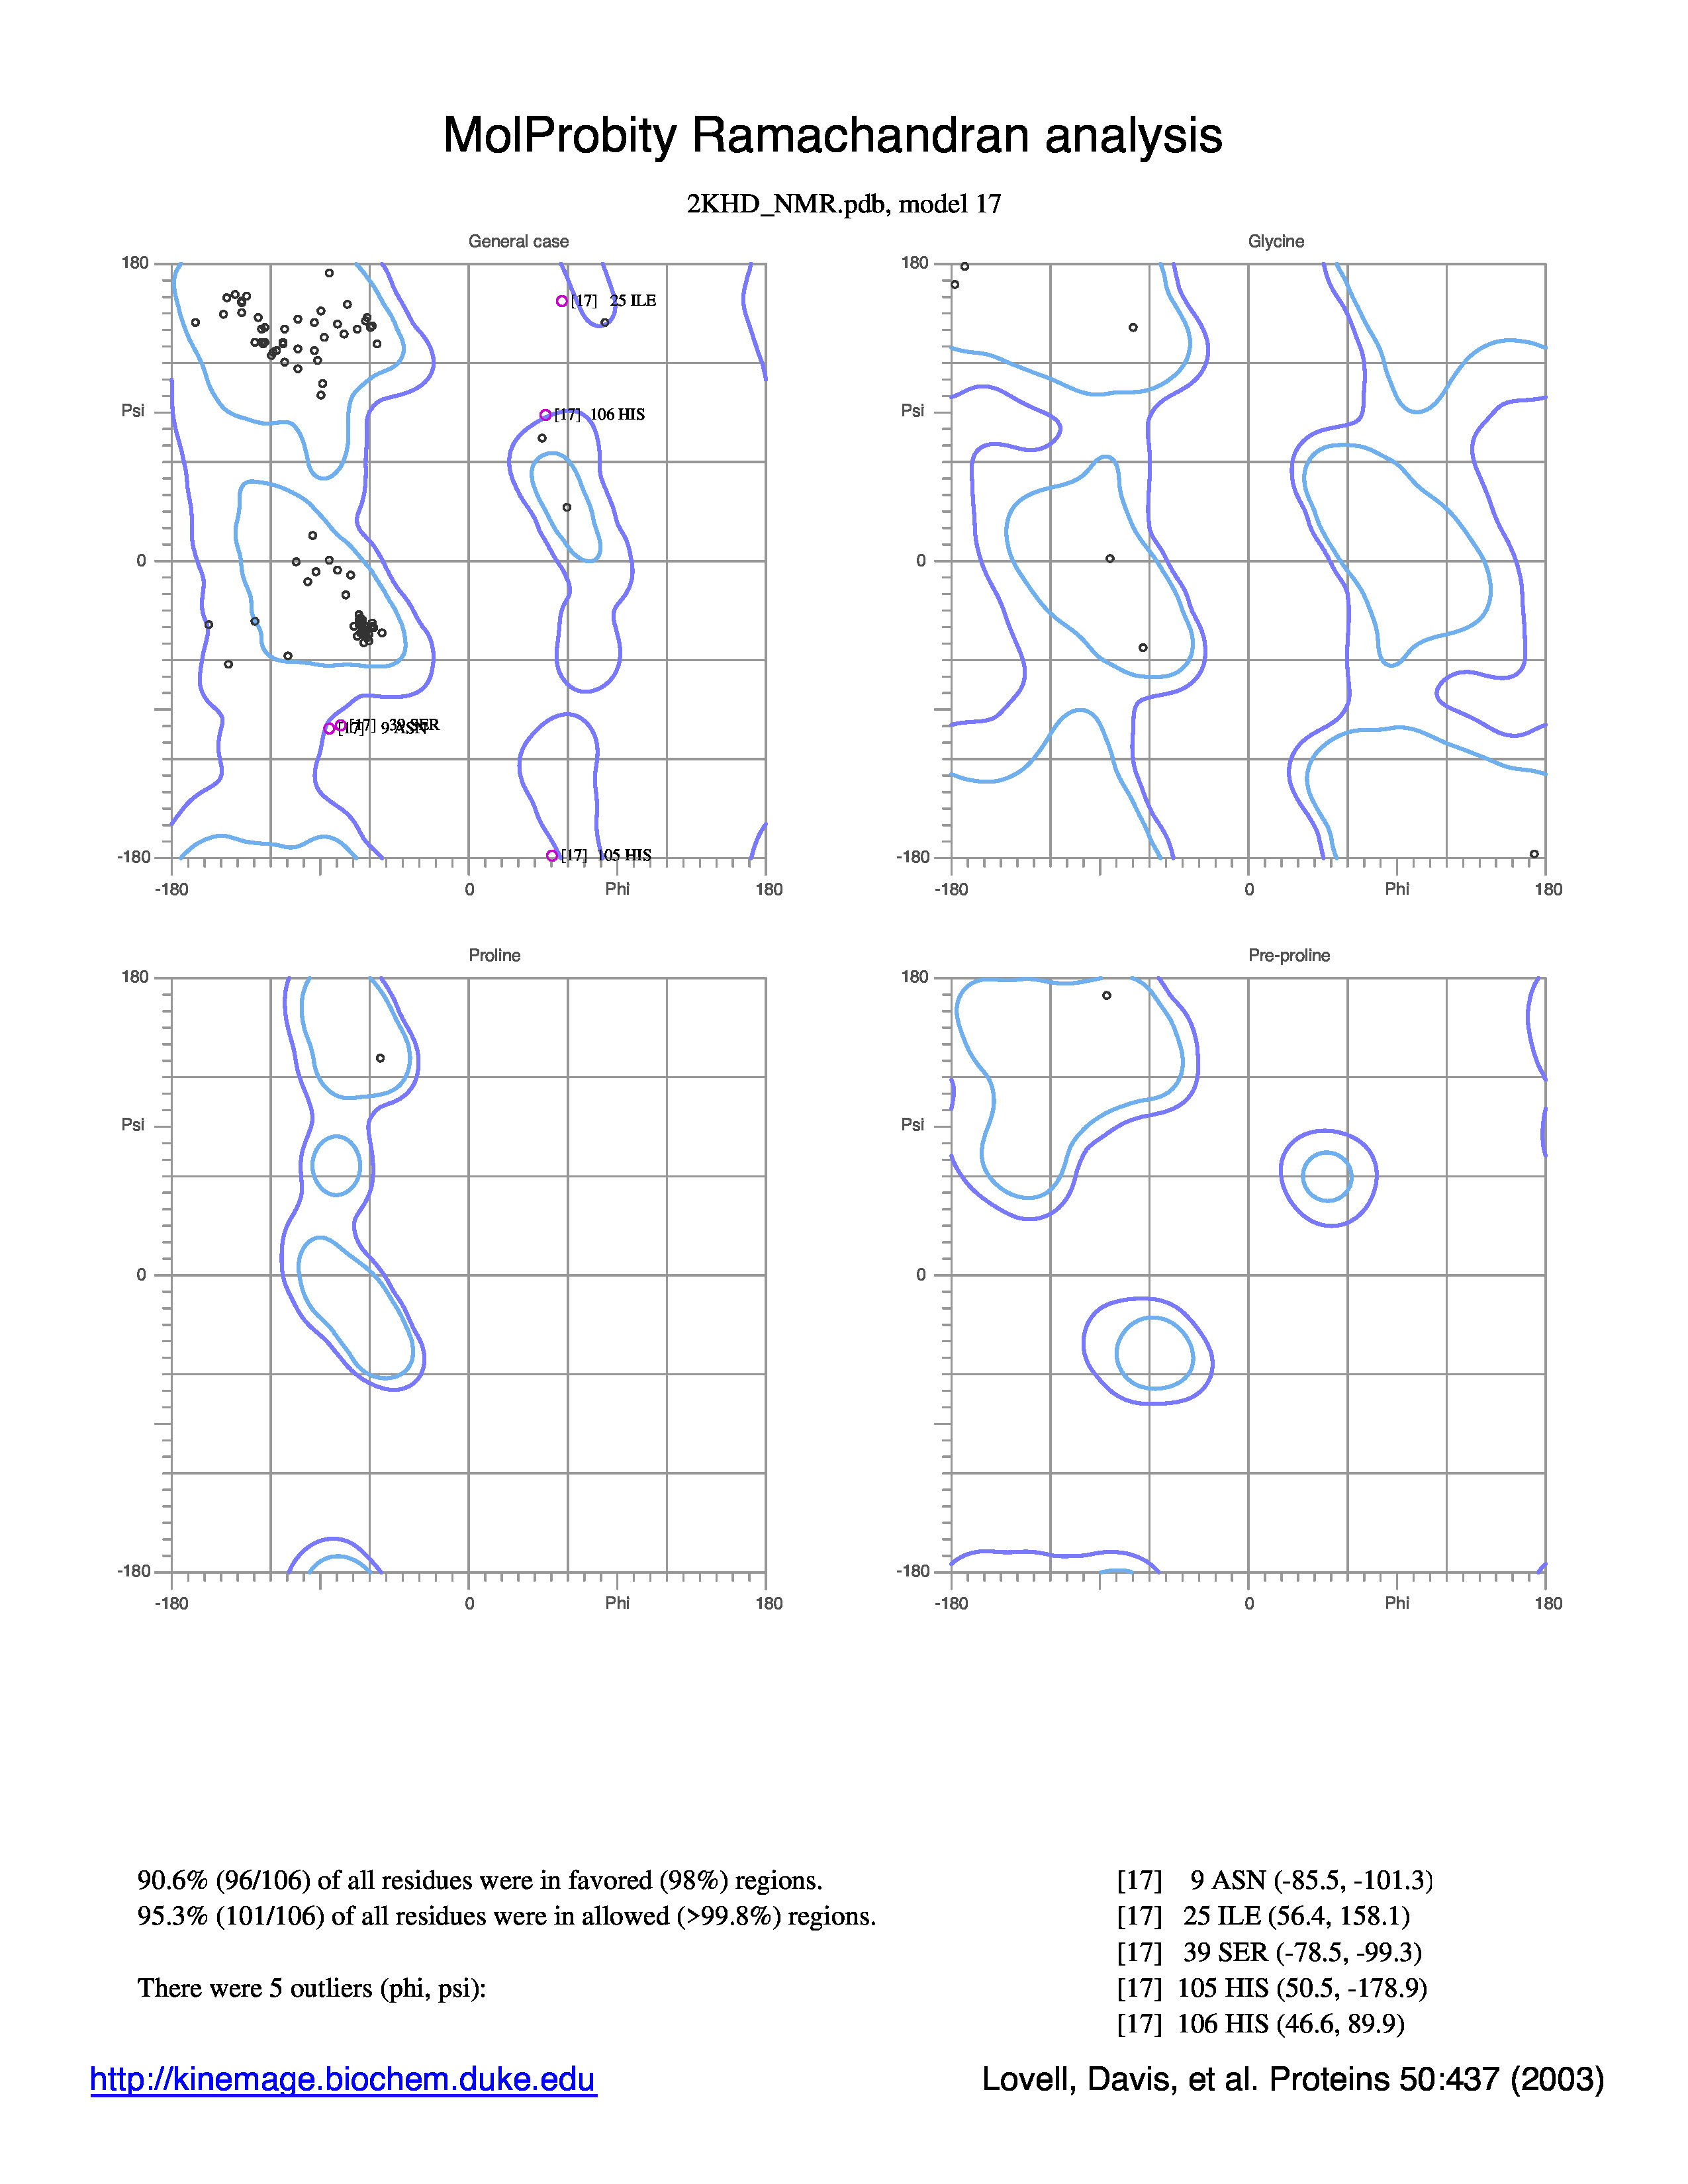 MolProbity Ramachandran analysis
2KHD_NMR.pdb, model 17
General case
180
Psi
0
-180
-180
0
Phi
180
[17] 25 ILE
[17] 106 HIS
[17] 39 SER
[17] 9 ASN
[17] 105 HIS
Glycine
180
Psi
0
-180
-180
0
Phi
180
Proline
180
Psi
0
-180
-180
0
Phi
180
Pre-proline
180
Psi
0
-180
-180
0
Phi
180
90.6% (96/106) of all residues were in favored (98%) regions.
95.3% (101/106) of all residues were in allowed (>99.8%) regions.
There were 5 outliers (phi, psi):
[17] 9 ASN (-85.5, -101.3)
[17] 25 ILE (56.4, 158.1)
[17] 39 SER (-78.5, -99.3)
[17] 105 HIS (50.5, -178.9)
[17] 106 HIS (46.6, 89.9)
http://kinemage.biochem.duke.edu
Lovell, Davis, et al. Proteins 50:437 (2003)